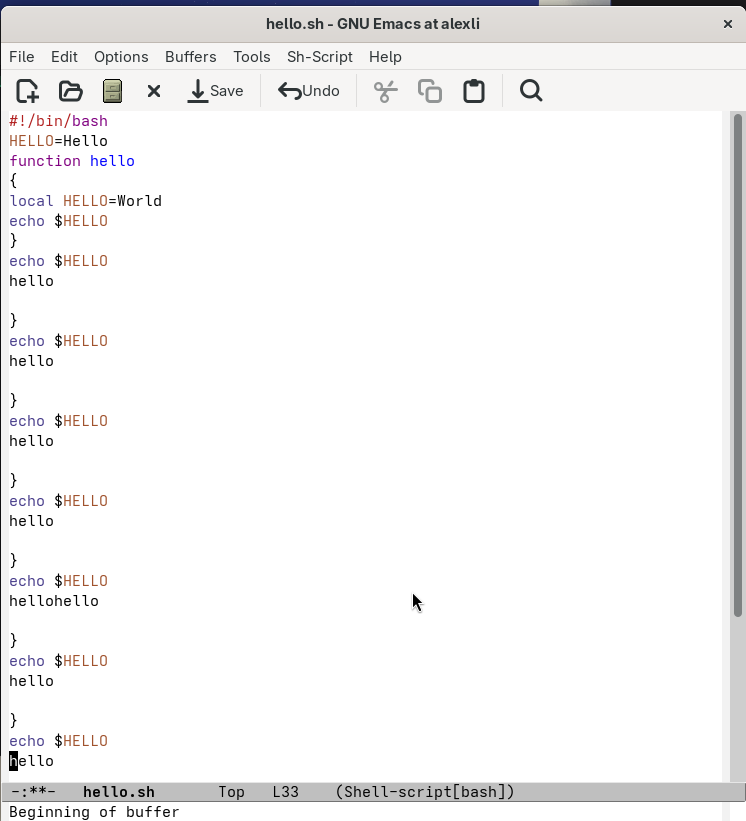 hello.sh - GNU Emacs at alexli
File Edit Options Buffers Tools Sh-Script Help
Save Undo
#!/bin/bash
HELLO=Hello
function hello
{
local HELLO=World
echo $HELLO
}
echo $HELLO
hello
}
echo $HELLO
hello
}
echo $HELLO
hello
}
echo $HELLO
hello
}
echo $HELLO
hellohello
}
echo $HELLO
hello
}
echo $HELLO
hello
-:**- hello.sh Top L33 (Shell-script[bash])
Beginning of buffer